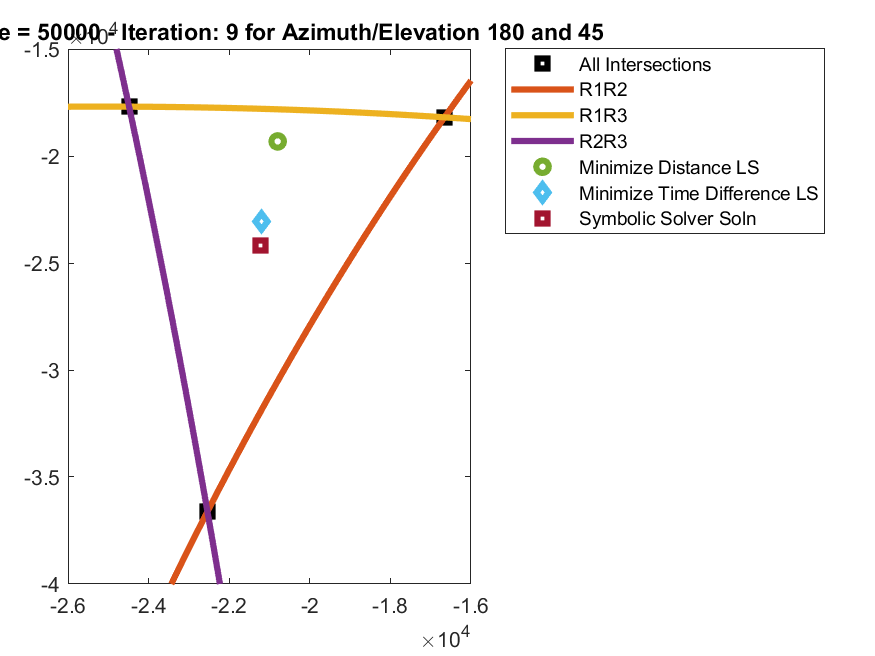 e = 50000 - Iteration: 9 for Azimuth/Elevation 180 and 45
×10⁴
-1.5
-2
-2.5
-3
-3.5
-4
-2.6 -2.4 -2.2 -2 -1.8 -1.6
×10⁴
All Intersections
R1R2
R1R3
R2R3
Minimize Distance LS
Minimize Time Difference LS
Symbolic Solver Soln